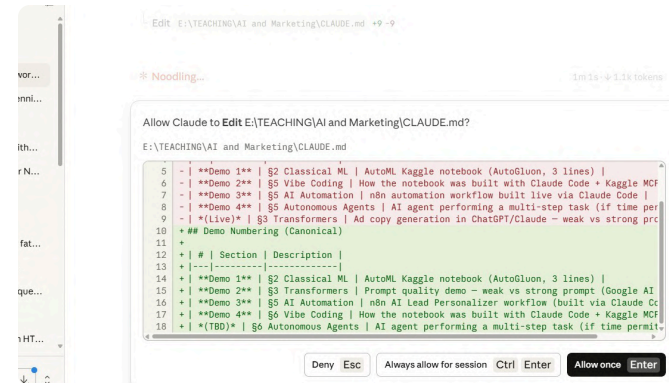 Edit E:\TEACHING\AI and Marketing\CLAUDE.md +9 -9
Noodling...
1m 1s · ↓ 1.1k tokens
Allow Claude to Edit E:\TEACHING\AI and Marketing\CLAUDE.md?
E:\TEACHING\AI and Marketing\CLAUDE.md
5 - | **Demo 1** | §2 Classical ML | AutoML Kaggle notebook (AutoGluon, 3 lines) |
6 - | **Demo 2** | §5 Vibe Coding | How the notebook was built with Claude Code + Kaggle MCP
7 - | **Demo 3** | §5 AI Automation | n8n automation workflow built live via Claude Code |
8 - | **Demo 4** | §5 Autonomous Agents | AI agent performing a multi-step task (if time per
9 - | *(Live)* | §3 Transformers | Ad copy generation in ChatGPT/Claude — weak vs strong pro
10 + ## Demo Numbering (Canonical)
11 +
12 + | # | Section | Description |
13 + |---|---------|-------------|
14 + | **Demo 1** | §2 Classical ML | AutoML Kaggle notebook (AutoGluon, 3 lines) |
15 + | **Demo 2** | §3 Transformers | Prompt quality demo — weak vs strong prompt (Google AI
16 + | **Demo 3** | §5 AI Automation | n8n AI Lead Personalizer workflow (built via Claude Co
17 + | **Demo 4** | §6 Vibe Coding | How the notebook was built with Claude Code + Kaggle MCP
18 + | *(TBD)* | §6 Autonomous Agents | AI agent performing a multi-step task (if time permit
Deny Esc
Always allow for session Ctrl Enter
Allow once Enter
wor...
enni...
ith...
r N...
fat...
que...
n HT...